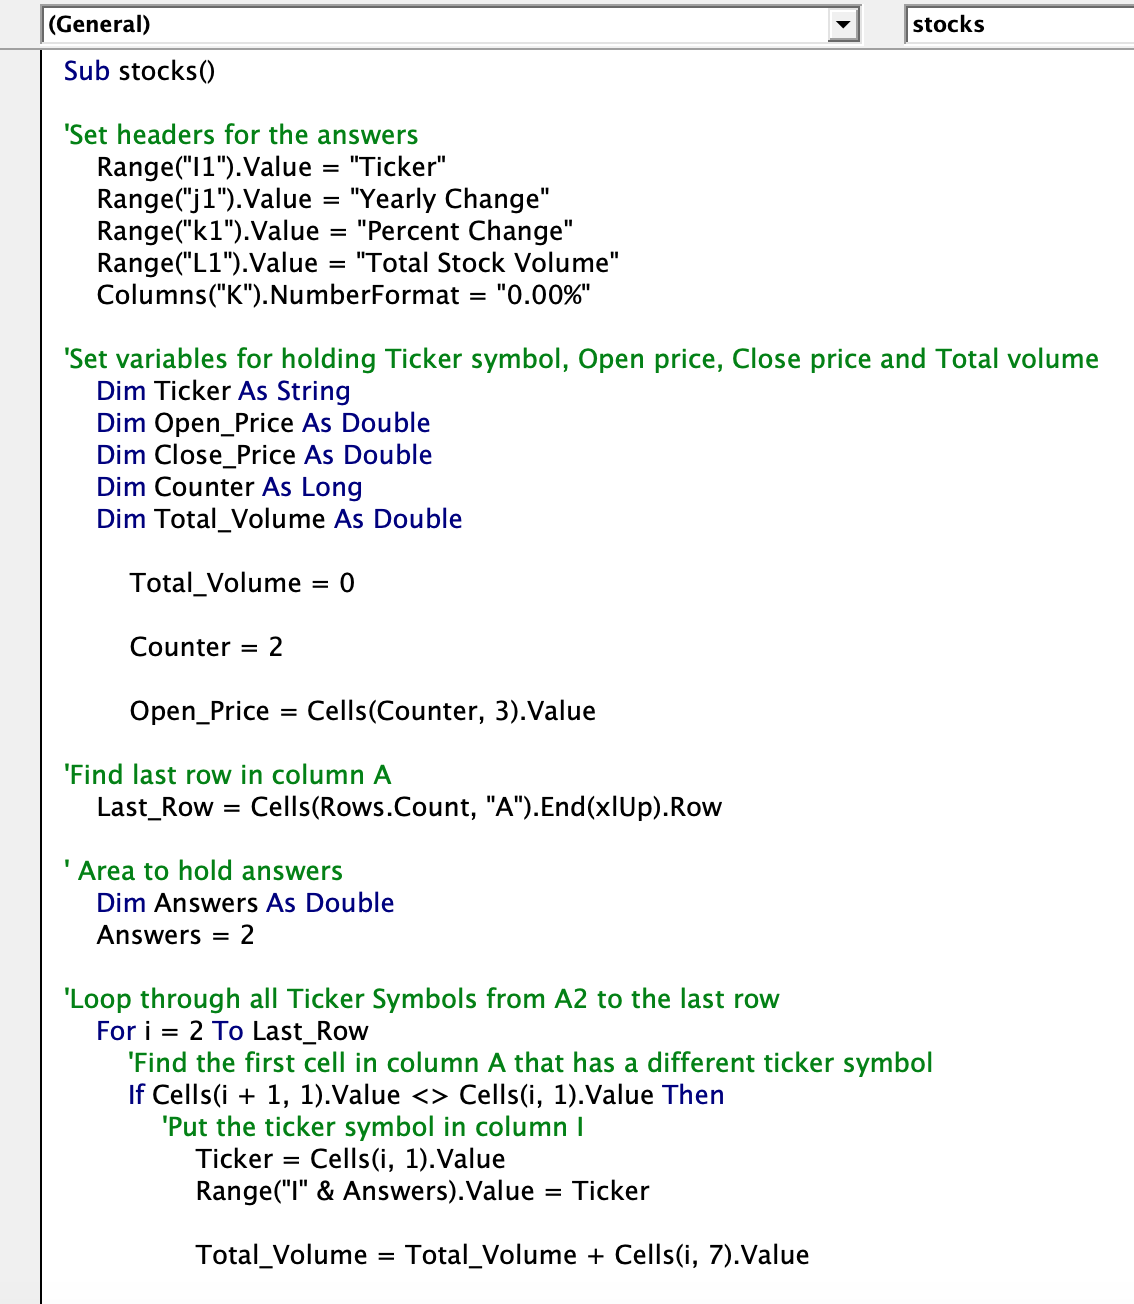 (General)
stocks
Sub stocks()
'Set headers for the answers
Range("I1").Value = "Ticker"
Range("j1").Value = "Yearly Change"
Range("k1").Value = "Percent Change"
Range("L1").Value = "Total Stock Volume"
Columns("K").NumberFormat = "0.00%"
'Set variables for holding Ticker symbol, Open price, Close price and Total volume
Dim Ticker As String
Dim Open_Price As Double
Dim Close_Price As Double
Dim Counter As Long
Dim Total_Volume As Double
Total_Volume = 0
Counter = 2
Open_Price = Cells(Counter, 3).Value
'Find last row in column A
Last_Row = Cells(Rows.Count, "A").End(xlUp).Row
' Area to hold answers
Dim Answers As Double
Answers = 2
'Loop through all Ticker Symbols from A2 to the last row
For i = 2 To Last_Row
'Find the first cell in column A that has a different ticker symbol
If Cells(i + 1, 1).Value <> Cells(i, 1).Value Then
'Put the ticker symbol in column I
Ticker = Cells(i, 1).Value
Range("I" & Answers).Value = Ticker
Total_Volume = Total_Volume + Cells(i, 7).Value